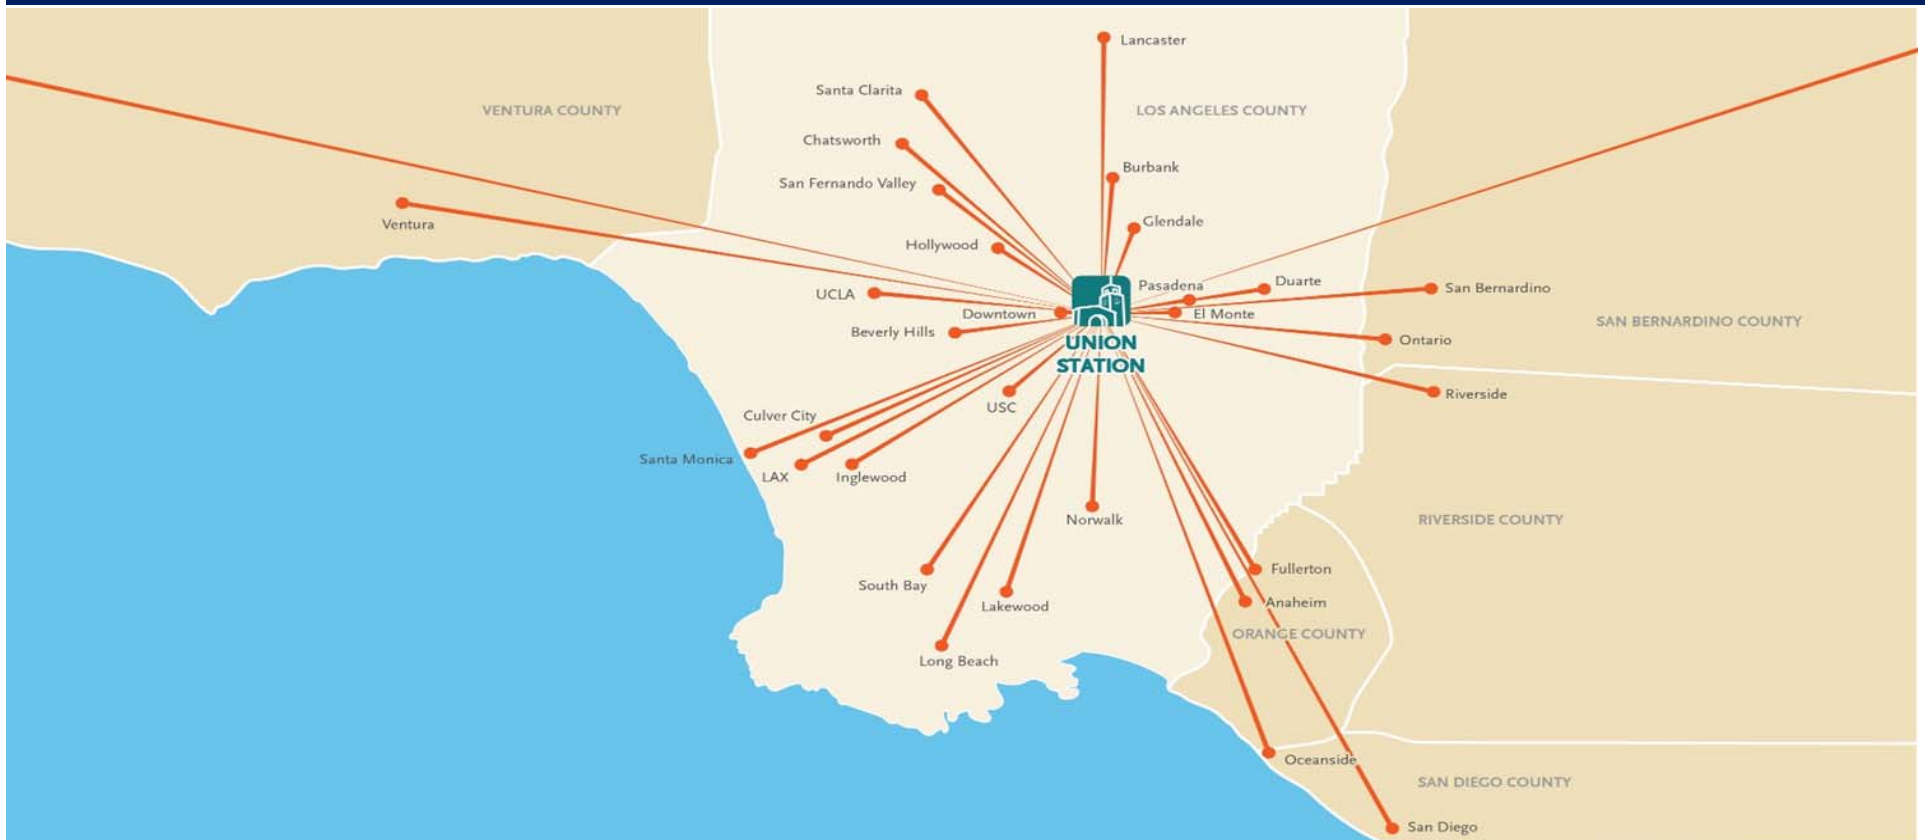 Lancaster
Santa Clarita
VENTURA COUNTY
LOS ANGELES COUNTY
Chatsworth
Burbank
San Fernando Valley
Ventura
Glendale
Hollywood
Pasadena
Duarte
San Bernardino
UCLA
Downtown
El Monte
SAN BERNARDINO COUNTY
Beverly Hills
UNION
STATION
Ontario
Riverside
USC
Culver City
Santa Monica
LAX
Inglewood
Norwalk
RIVERSIDE COUNTY
Fullerton
South Bay
Lakewood
Anaheim
ORANGE COUNTY
Long Beach
Oceanside
SAN DIEGO COUNTY
San Diego